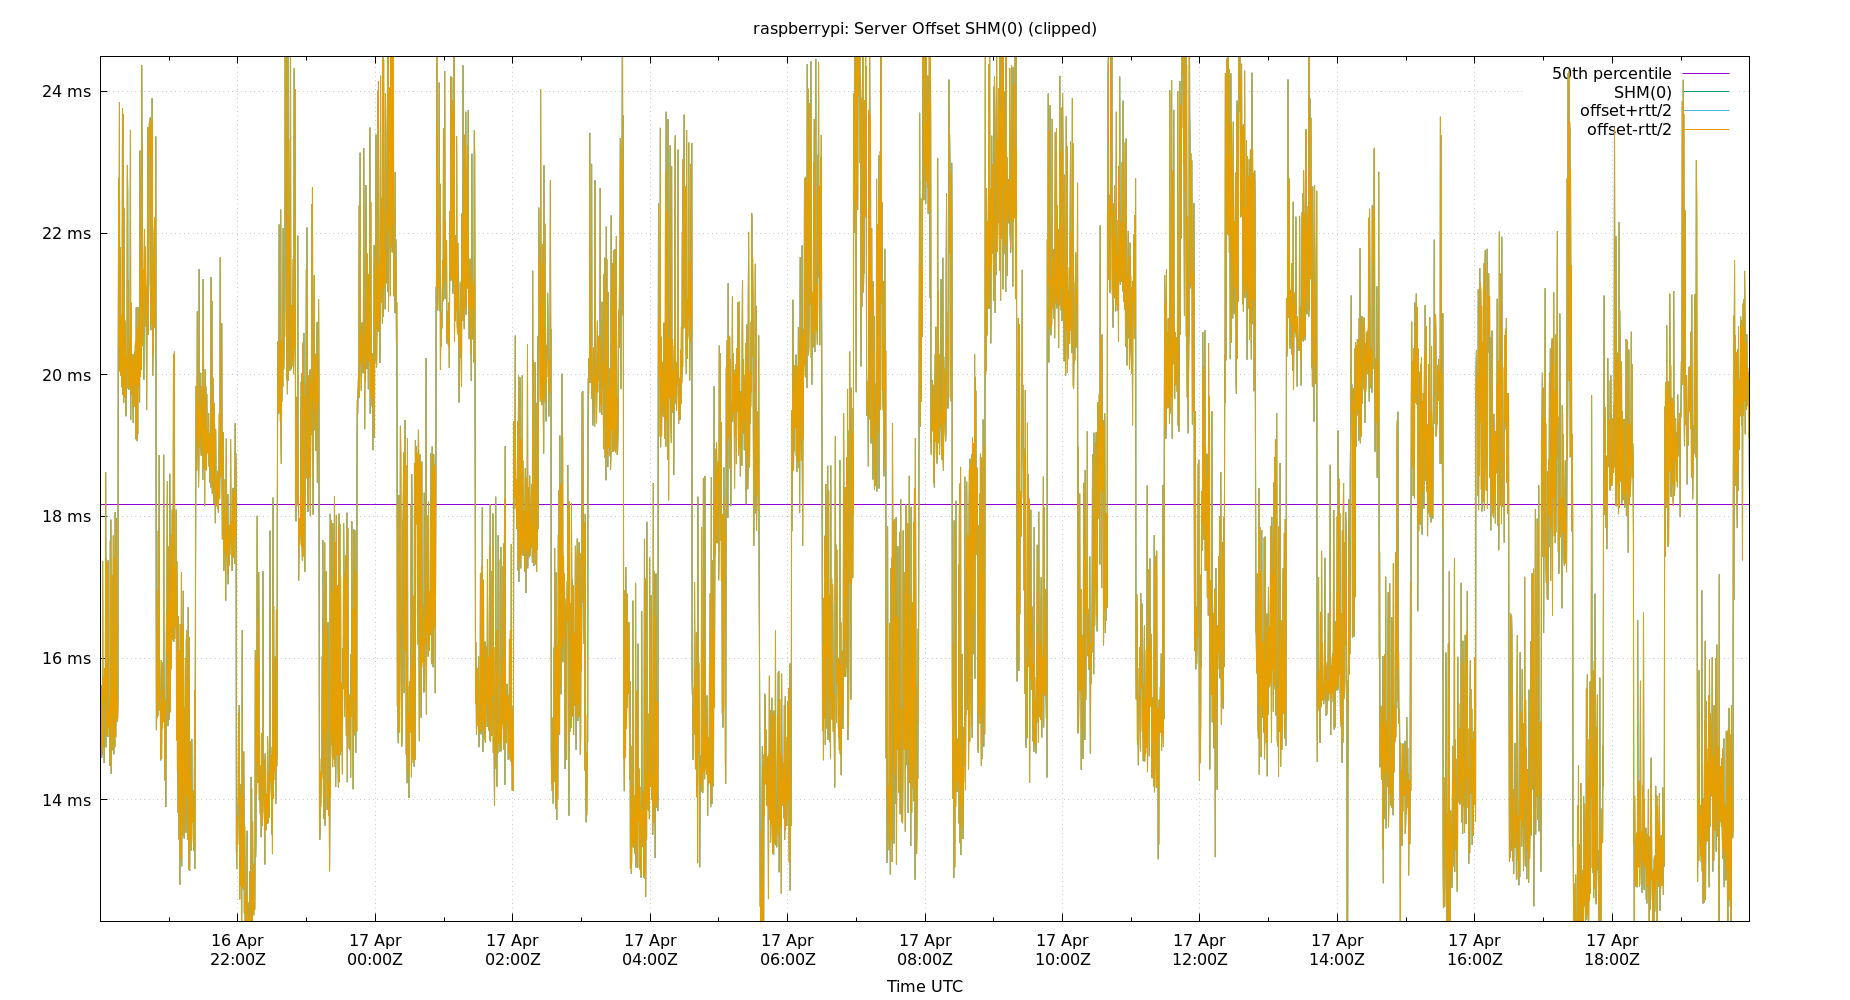 raspberrypi: Server Offset SHM(0) (clipped)
50th percentile
SHM(0)
offset+rtt/2
offset-rtt/2
24 ms
22 ms
20 ms
18 ms
16 ms
14 ms
16 Apr 17 Apr 17 Apr 17 Apr 17 Apr 17 Apr 17 Apr 17 Apr 17 Apr 17 Apr 17 Apr
22:00Z 00:00Z 02:00Z 04:00Z 06:00Z 08:00Z 10:00Z 12:00Z 14:00Z 16:00Z 18:00Z
Time UTC